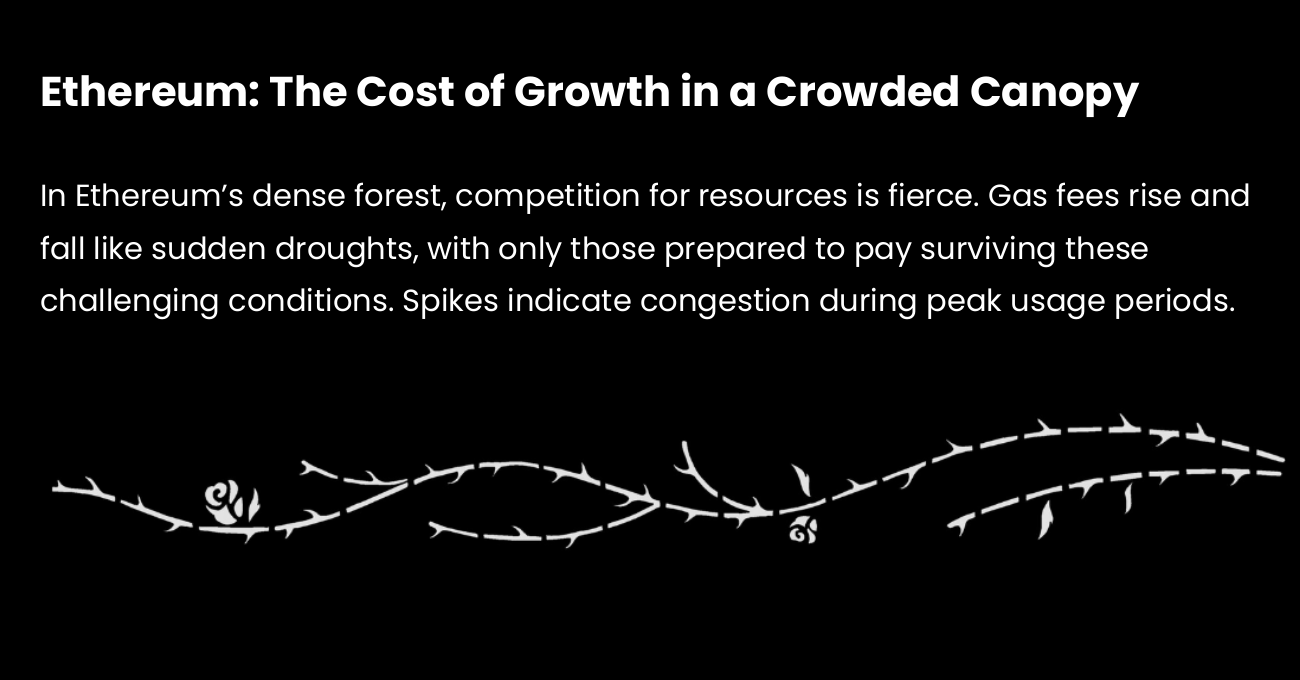 Ethereum: The Cost of Growth in a Crowded Canopy
In Ethereum’s dense forest, competition for resources is fierce. Gas fees rise and
fall like sudden droughts, with only those prepared to pay surviving these
challenging conditions. Spikes indicate congestion during peak usage periods.